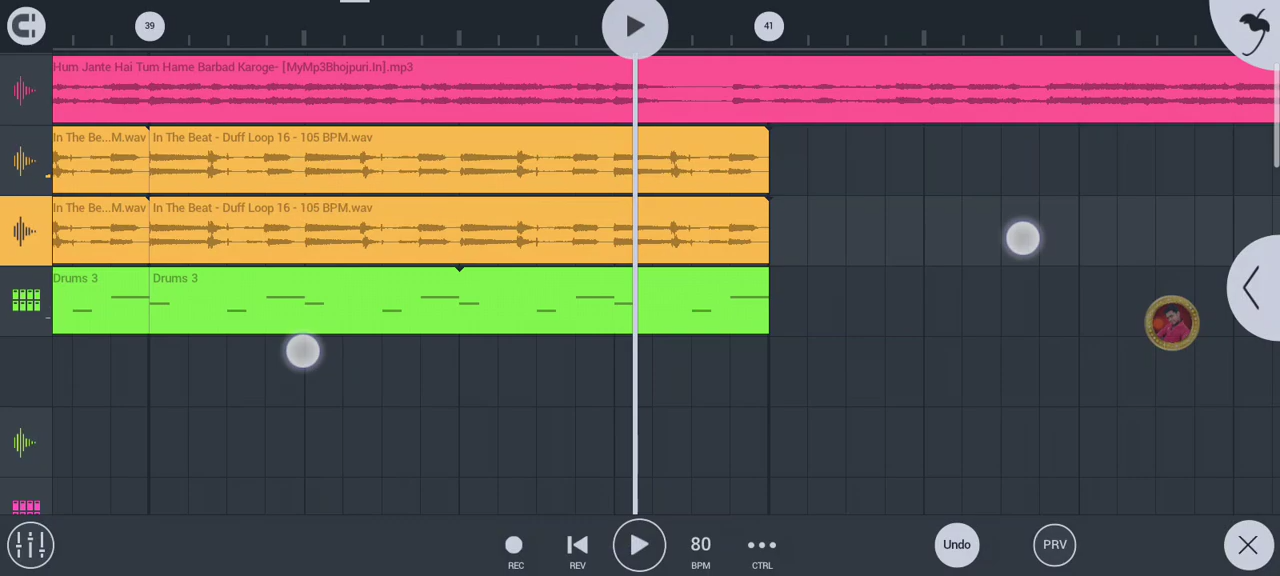 39
41
Hum Jante Hai Tum Hame Barbad Karoge- [MyMp3Bhojpuri.In].mp3
In The Be...M.wav
In The Beat - Duff Loop 16 - 105 BPM.wav
In The Be...M.wav
In The Beat - Duff Loop 16 - 105 BPM.wav
Drums 3
Drums 3
80
Undo
PRV
REC
REV
BPM
CTRL